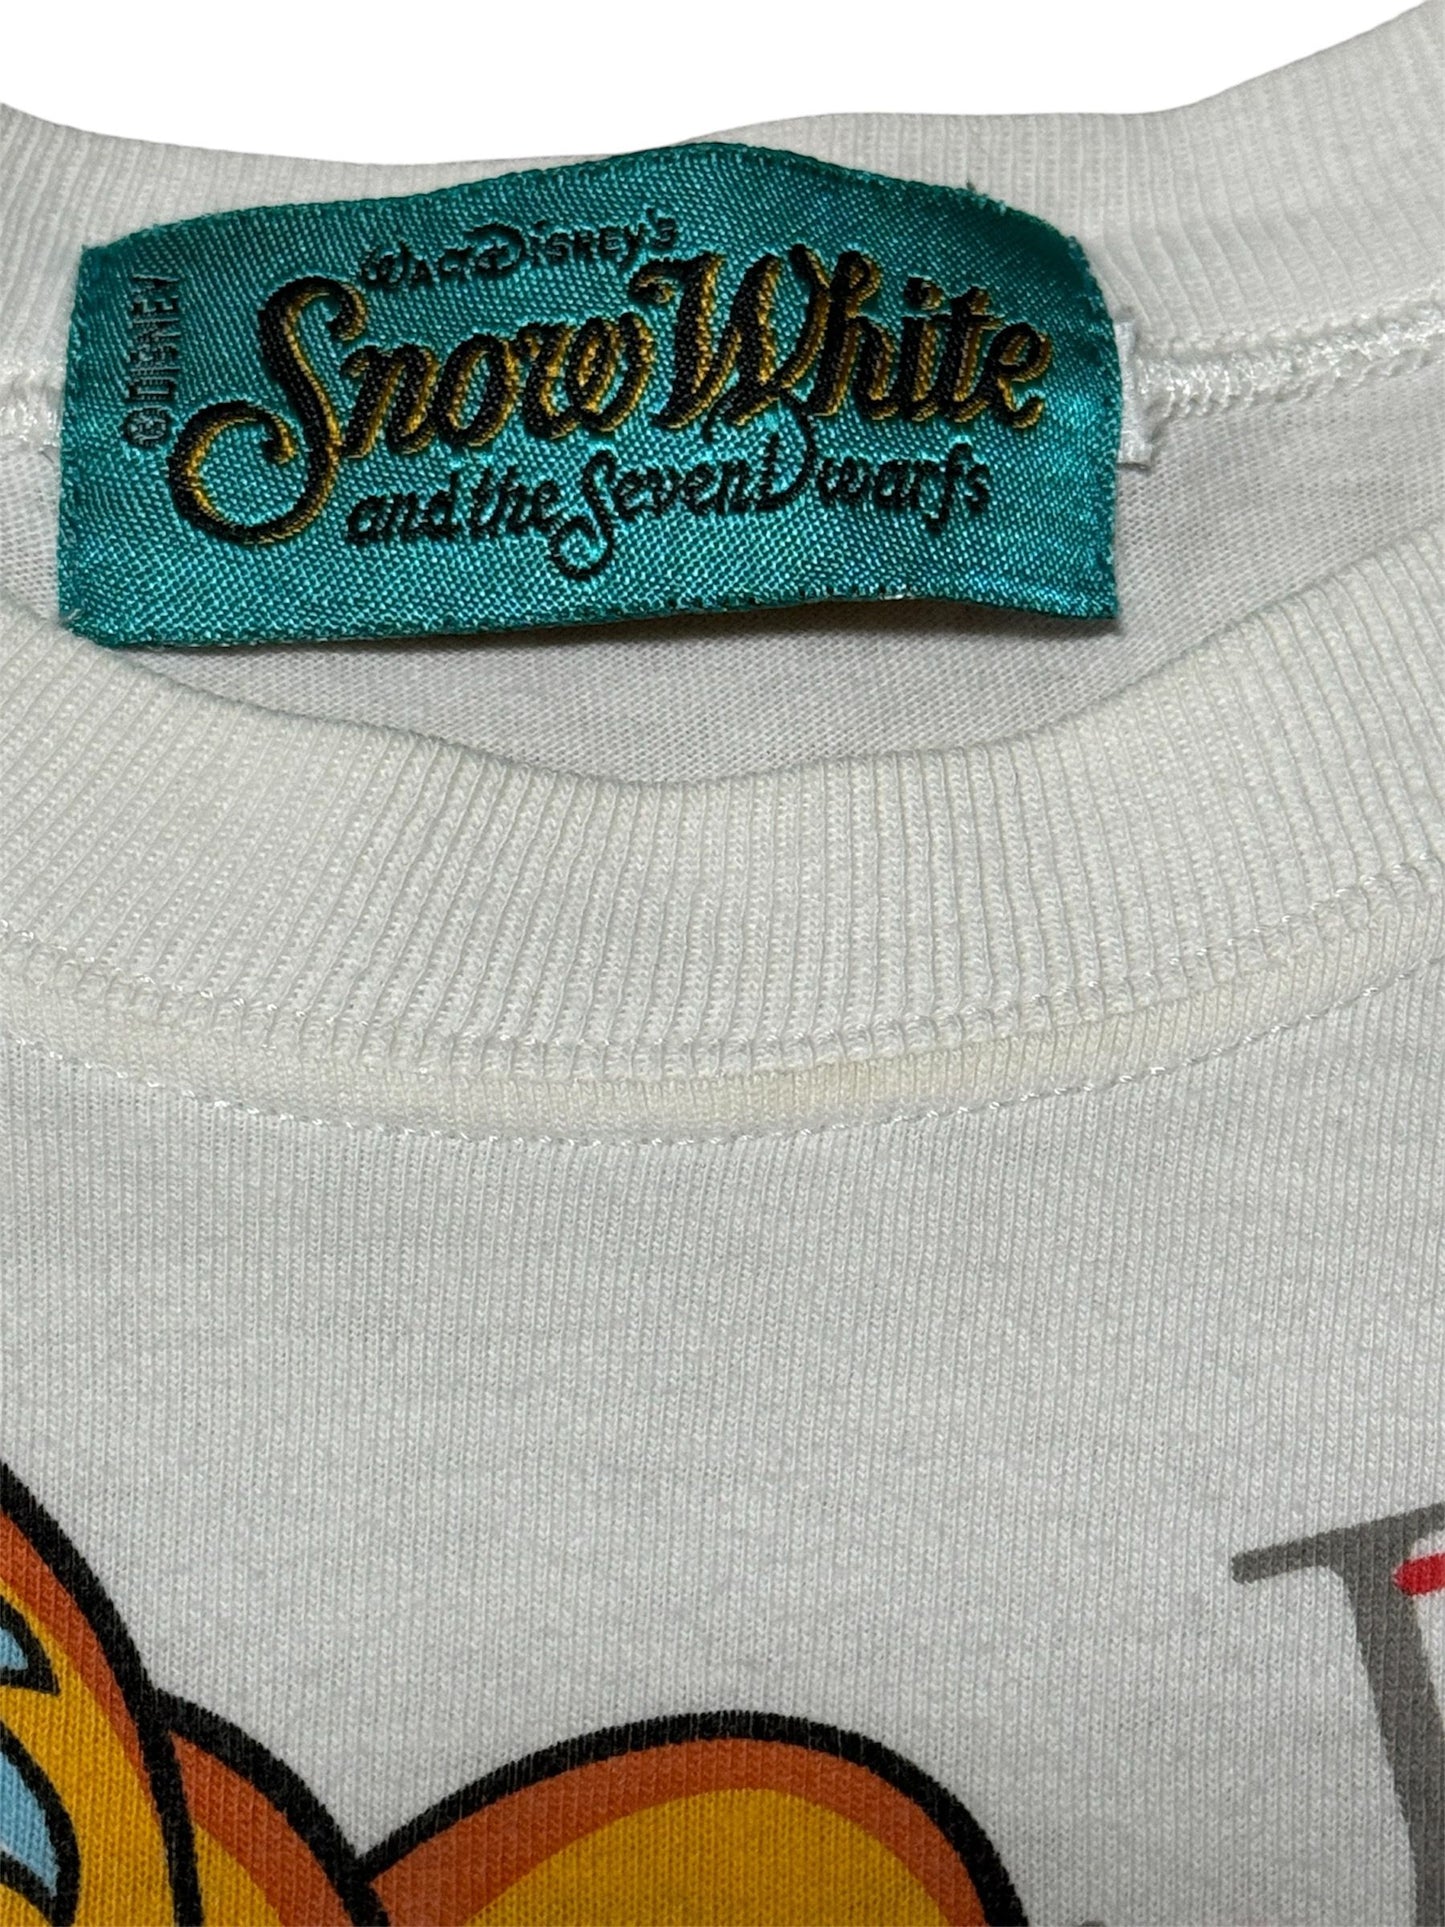 WALT DISNEY'S
Snow White
and the Seven Dwarfs
© DISNEY